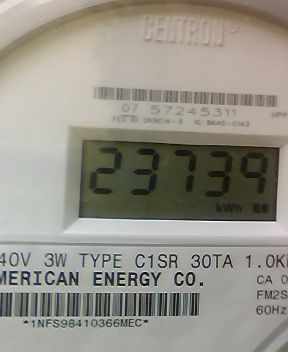 CENTRON
07 57245311
23739
kWh
40V 3W TYPE C1SR 30TA 1.0K
MERICAN ENERGY CO.
CA 0
FM2S
60Hz
*1NFS98410366MEC*